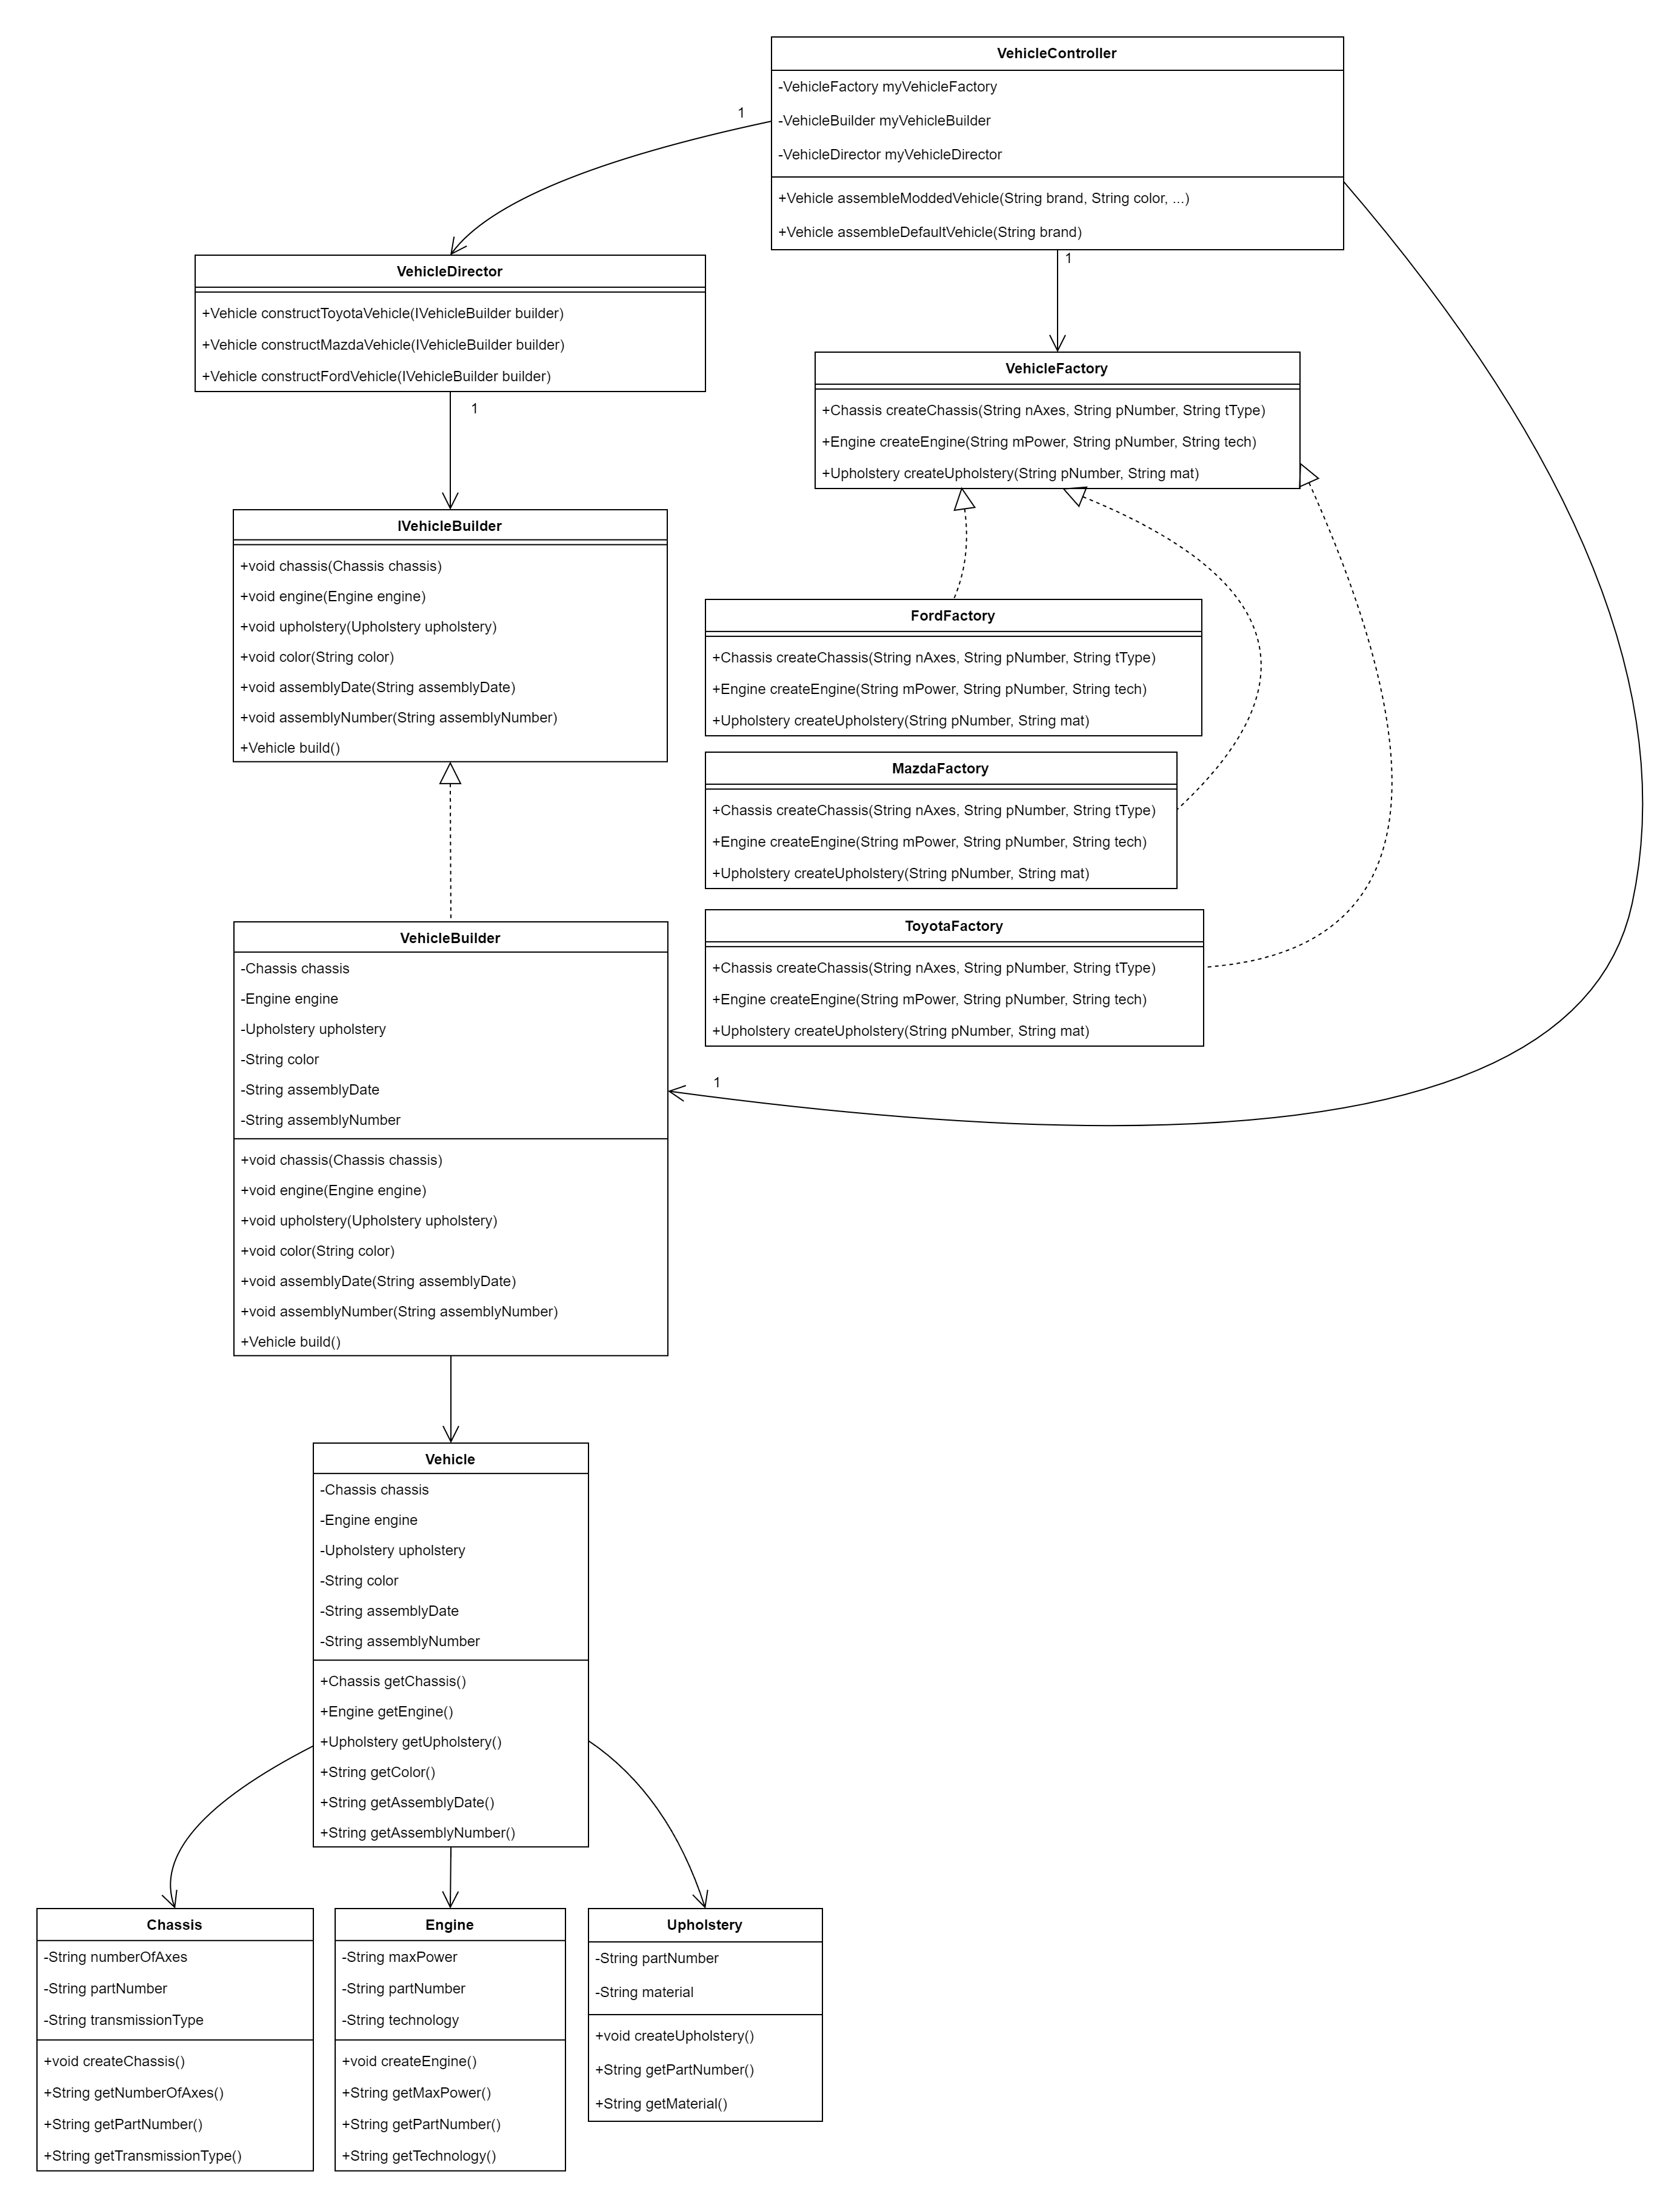 VehicleController
-VehicleFactory myVehicleFactory
-VehicleBuilder myVehicleBuilder
-VehicleDirector myVehicleDirector
+Vehicle assembleModdedVehicle(String brand, String color, ...)
+Vehicle assembleDefaultVehicle(String brand)
1
1
VehicleDirector
+Vehicle constructToyotaVehicle(IVehicleBuilder builder)
+Vehicle constructMazdaVehicle(IVehicleBuilder builder)
+Vehicle constructFordVehicle(IVehicleBuilder builder)
1
VehicleFactory
+Chassis createChassis(String nAxes, String pNumber, String tType)
+Engine createEngine(String mPower, String pNumber, String tech)
+Upholstery createUpholstery(String pNumber, String mat)
IVehicleBuilder
+void chassis(Chassis chassis)
+void engine(Engine engine)
+void upholstery(Upholstery upholstery)
+void color(String color)
+void assemblyDate(String assemblyDate)
+void assemblyNumber(String assemblyNumber)
+Vehicle build()
FordFactory
+Chassis createChassis(String nAxes, String pNumber, String tType)
+Engine createEngine(String mPower, String pNumber, String tech)
+Upholstery createUpholstery(String pNumber, String mat)
MazdaFactory
+Chassis createChassis(String nAxes, String pNumber, String tType)
+Engine createEngine(String mPower, String pNumber, String tech)
+Upholstery createUpholstery(String pNumber, String mat)
ToyotaFactory
+Chassis createChassis(String nAxes, String pNumber, String tType)
+Engine createEngine(String mPower, String pNumber, String tech)
+Upholstery createUpholstery(String pNumber, String mat)
1
VehicleBuilder
-Chassis chassis
-Engine engine
-Upholstery upholstery
-String color
-String assemblyDate
-String assemblyNumber
+void chassis(Chassis chassis)
+void engine(Engine engine)
+void upholstery(Upholstery upholstery)
+void color(String color)
+void assemblyDate(String assemblyDate)
+void assemblyNumber(String assemblyNumber)
+Vehicle build()
Vehicle
-Chassis chassis
-Engine engine
-Upholstery upholstery
-String color
-String assemblyDate
-String assemblyNumber
+Chassis getChassis()
+Engine getEngine()
+Upholstery getUpholstery()
+String getColor()
+String getAssemblyDate()
+String getAssemblyNumber()
Chassis
-String numberOfAxes
-String partNumber
-String transmissionType
+void createChassis()
+String getNumberOfAxes()
+String getPartNumber()
+String getTransmissionType()
Engine
-String maxPower
-String partNumber
-String technology
+void createEngine()
+String getMaxPower()
+String getPartNumber()
+String getTechnology()
Upholstery
-String partNumber
-String material
+void createUpholstery()
+String getPartNumber()
+String getMaterial()